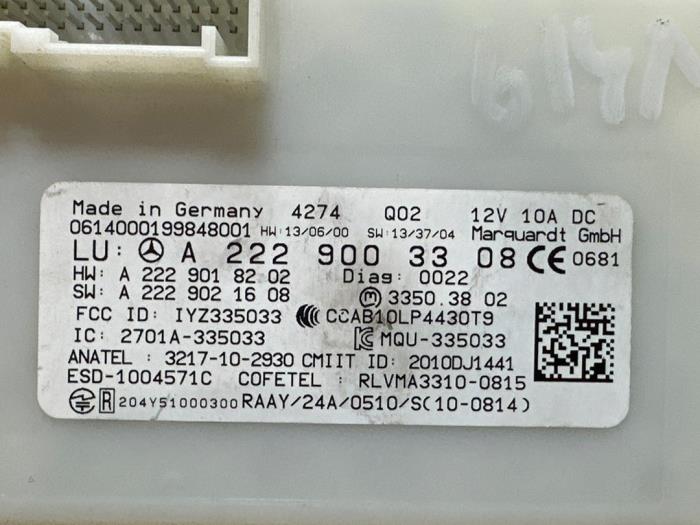 Made in Germany 4274 Q02 12V 10A DC
0614000199848001 HW:13/06/00 SW:13/37/04 Marquardt GmbH
LU: A 222 900 33 08 CE 0681
HW: A 222 901 82 02 Diag: 0022
SW: A 222 902 16 08 M 3350.38 02
FCC ID: IYZ335033 CCAB10LP4430T9
IC: 2701A-335033 MQU-335033
ANATEL : 3217-10-2930 CMIIT ID: 2010DJ1441
ESD-1004571C COFETEL : RLVMA3310-0815
R 204Y51000300 RAAY/24A/0510/S(10-0814)